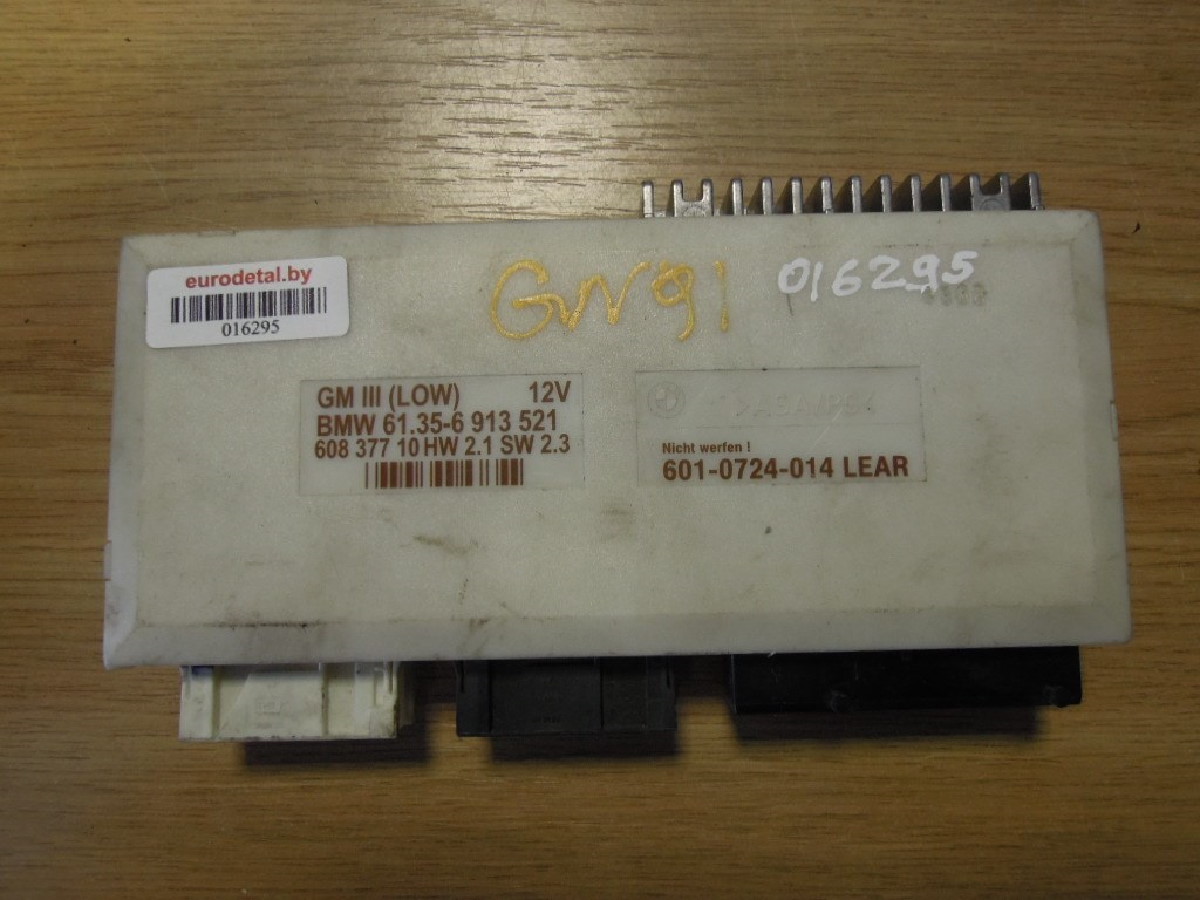 eurodetal.by
016295
GW91
016295
GM III (LOW) 12V
BMW 61.35-6 913 521
608 377 10 HW 2.1 SW 2.3
Nicht werfen !
601-0724-014 LEAR